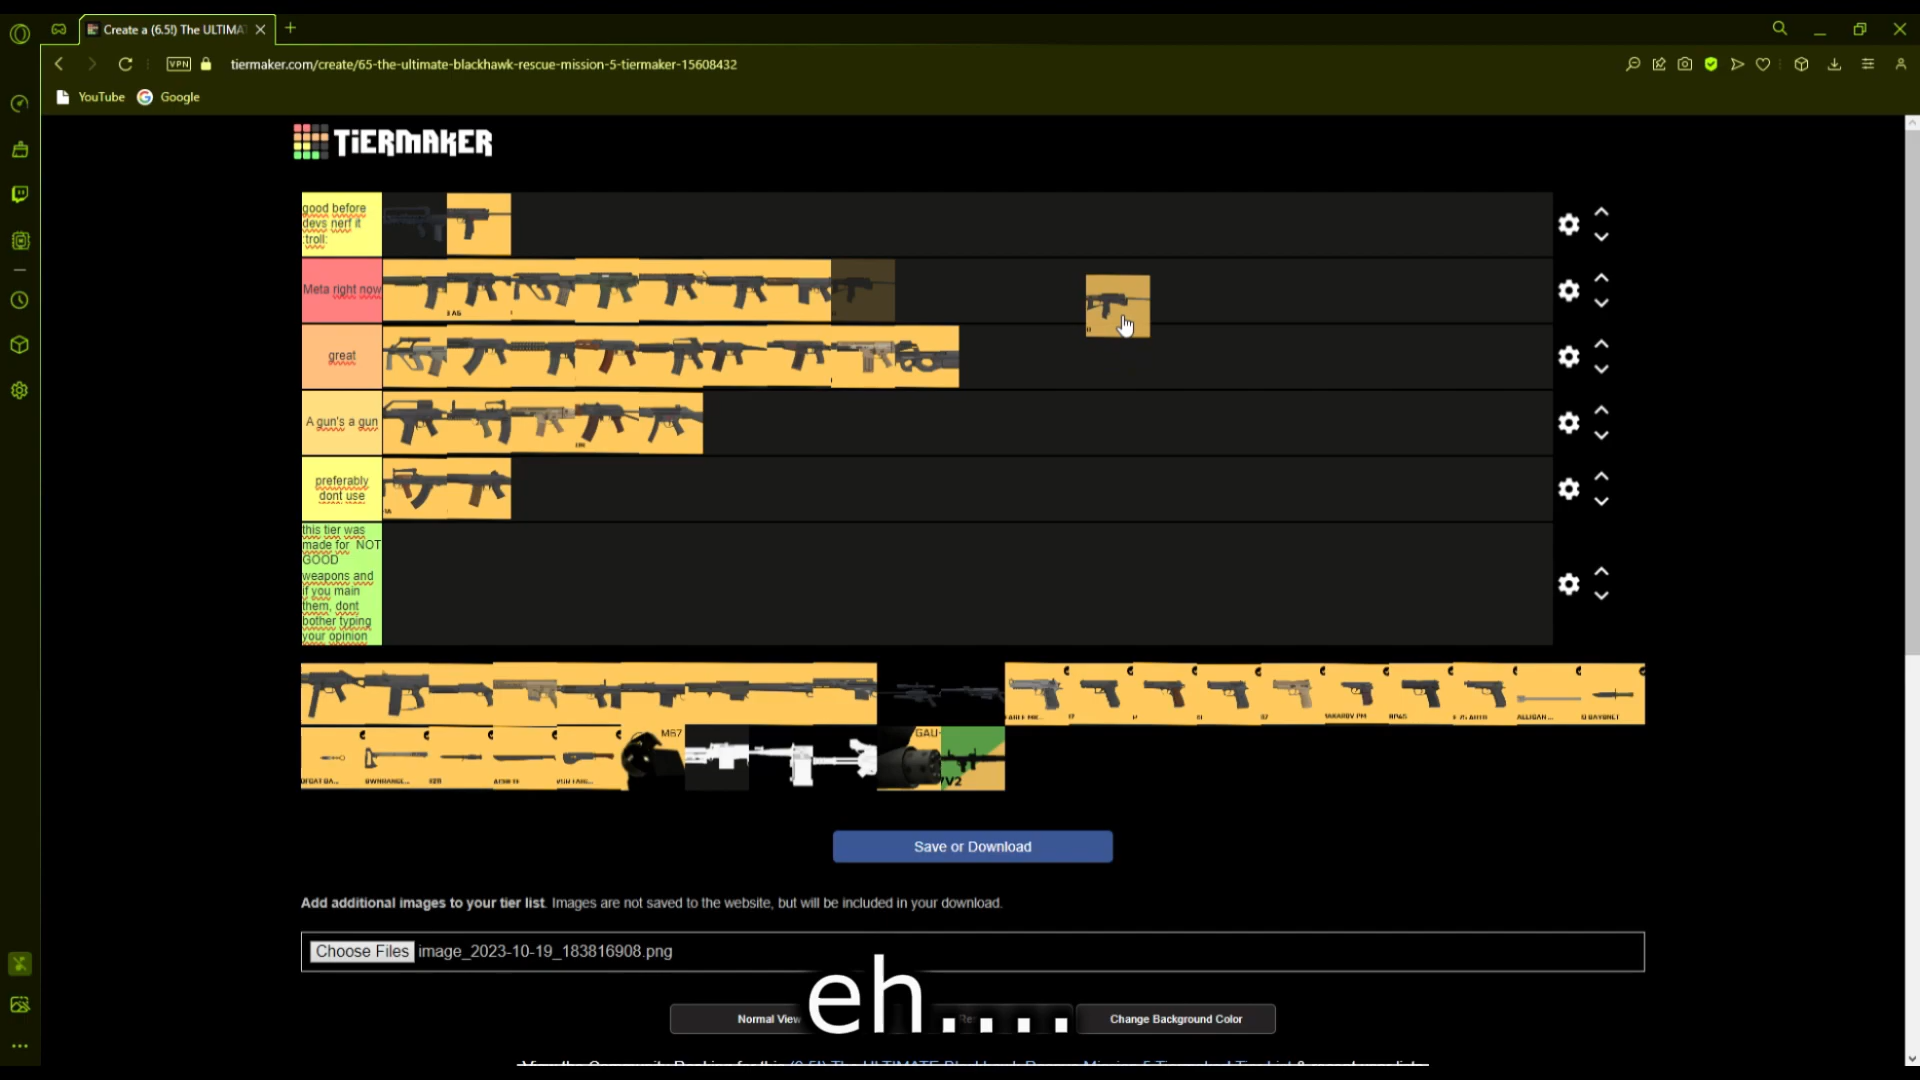 Create a (6.5!) The ULTIMA
VPN
tiermaker.com/create/65-the-ultimate-blackhawk-rescue-mission-5-tiermaker-15608432
YouTube
Google
TiERMAKER
good before
devs nerf it
:troll:
Meta right now
great
A gun's a gun
preferably
dont use
this tier was
made for NOT
GOOD
weapons and
if you main
them, dont
bother typing
your opinion
ALLIGAN ...
M67
V2
Save or Download
Add additional images to your tier list. Images are not saved to the website, but will be included in your download.
Choose Files image_2023-10-19_183816908.png
eh....
Normal View
Change Background Color